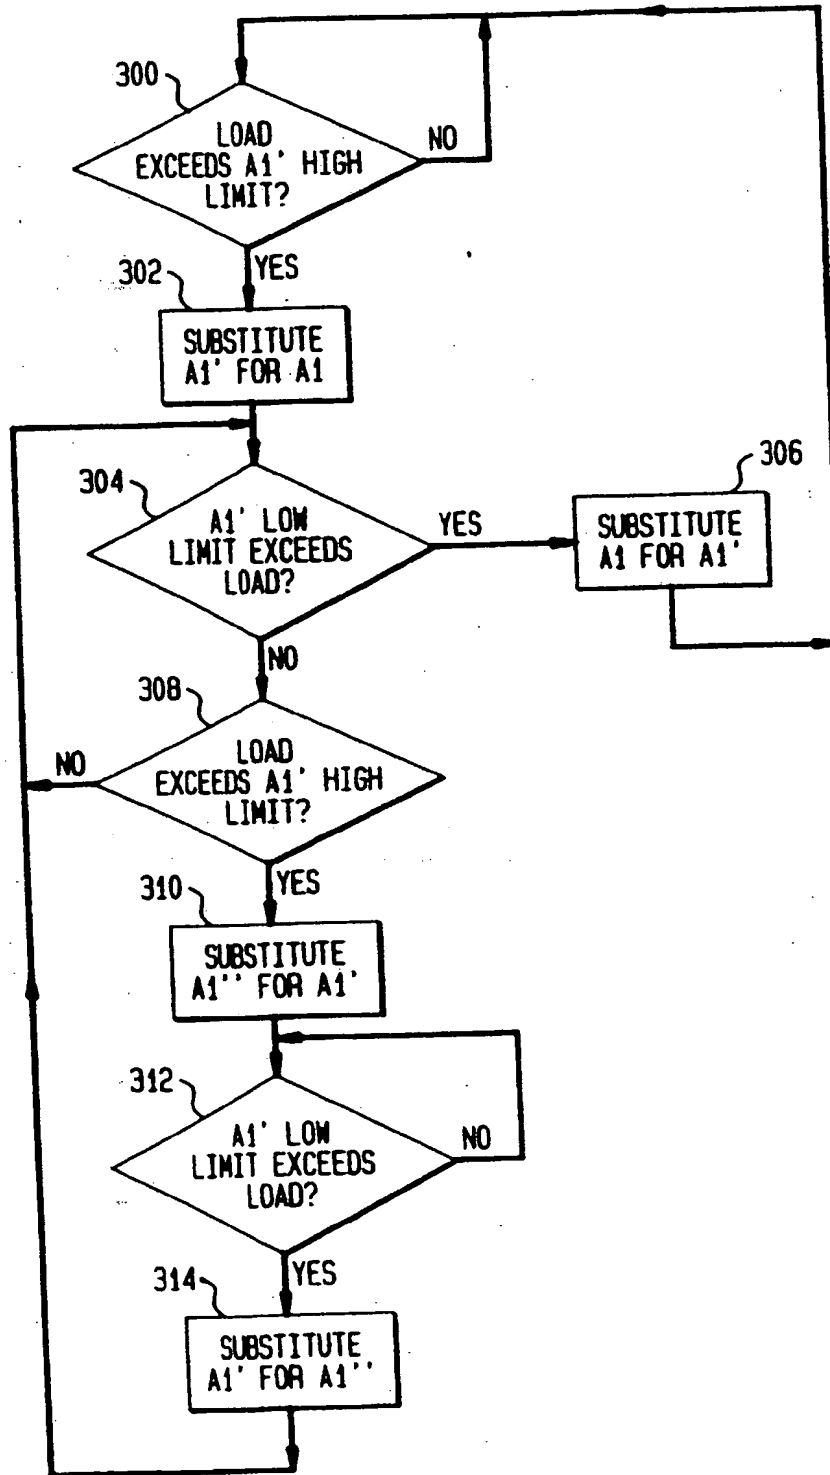 300
LOAD
EXCEEDS A1' HIGH
LIMIT?
NO
YES
302
SUBSTITUTE
A1' FOR A1
304
A1' LOW
LIMIT EXCEEDS
LOAD?
YES
306
SUBSTITUTE
A1 FOR A1'
NO
308
LOAD
EXCEEDS A1' HIGH
LIMIT?
NO
YES
310
SUBSTITUTE
A1'' FOR A1'
312
A1' LOW
LIMIT EXCEEDS
LOAD?
NO
YES
314
SUBSTITUTE
A1' FOR A1''